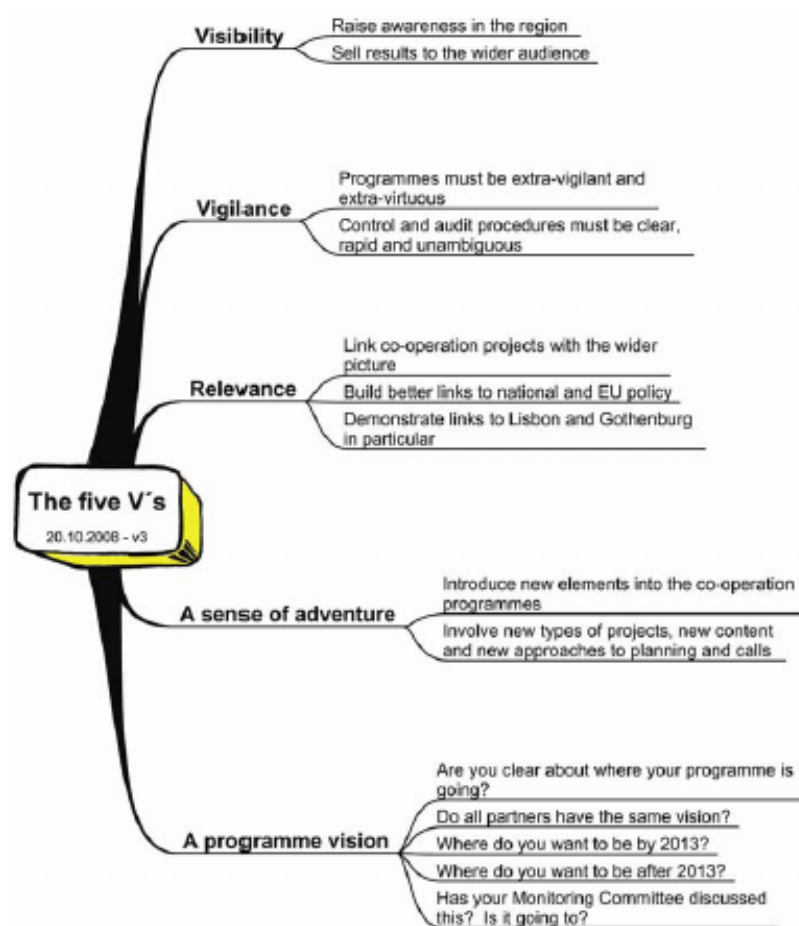 Visibility
Raise awareness in the region
Sell results to the wider audience
Vigilance
Programmes must be extra-vigilant and
extra-virtuous
Control and audit procedures must be clear,
rapid and unambiguous
Relevance
Link co-operation projects with the wider
picture
Build better links to national and EU policy
Demonstrate links to Lisbon and Gothenburg
in particular
The five V´s
20.10.2008 - v3
A sense of adventure
Introduce new elements into the co-operation
programmes
Involve new types of projects, new content
and new approaches to planning and calls
A programme vision
Are you clear about where your programme is
going?
Do all partners have the same vision?
Where do you want to be by 2013?
Where do you want to be after 2013?
Has your Monitoring Committee discussed
this? Is it going to?